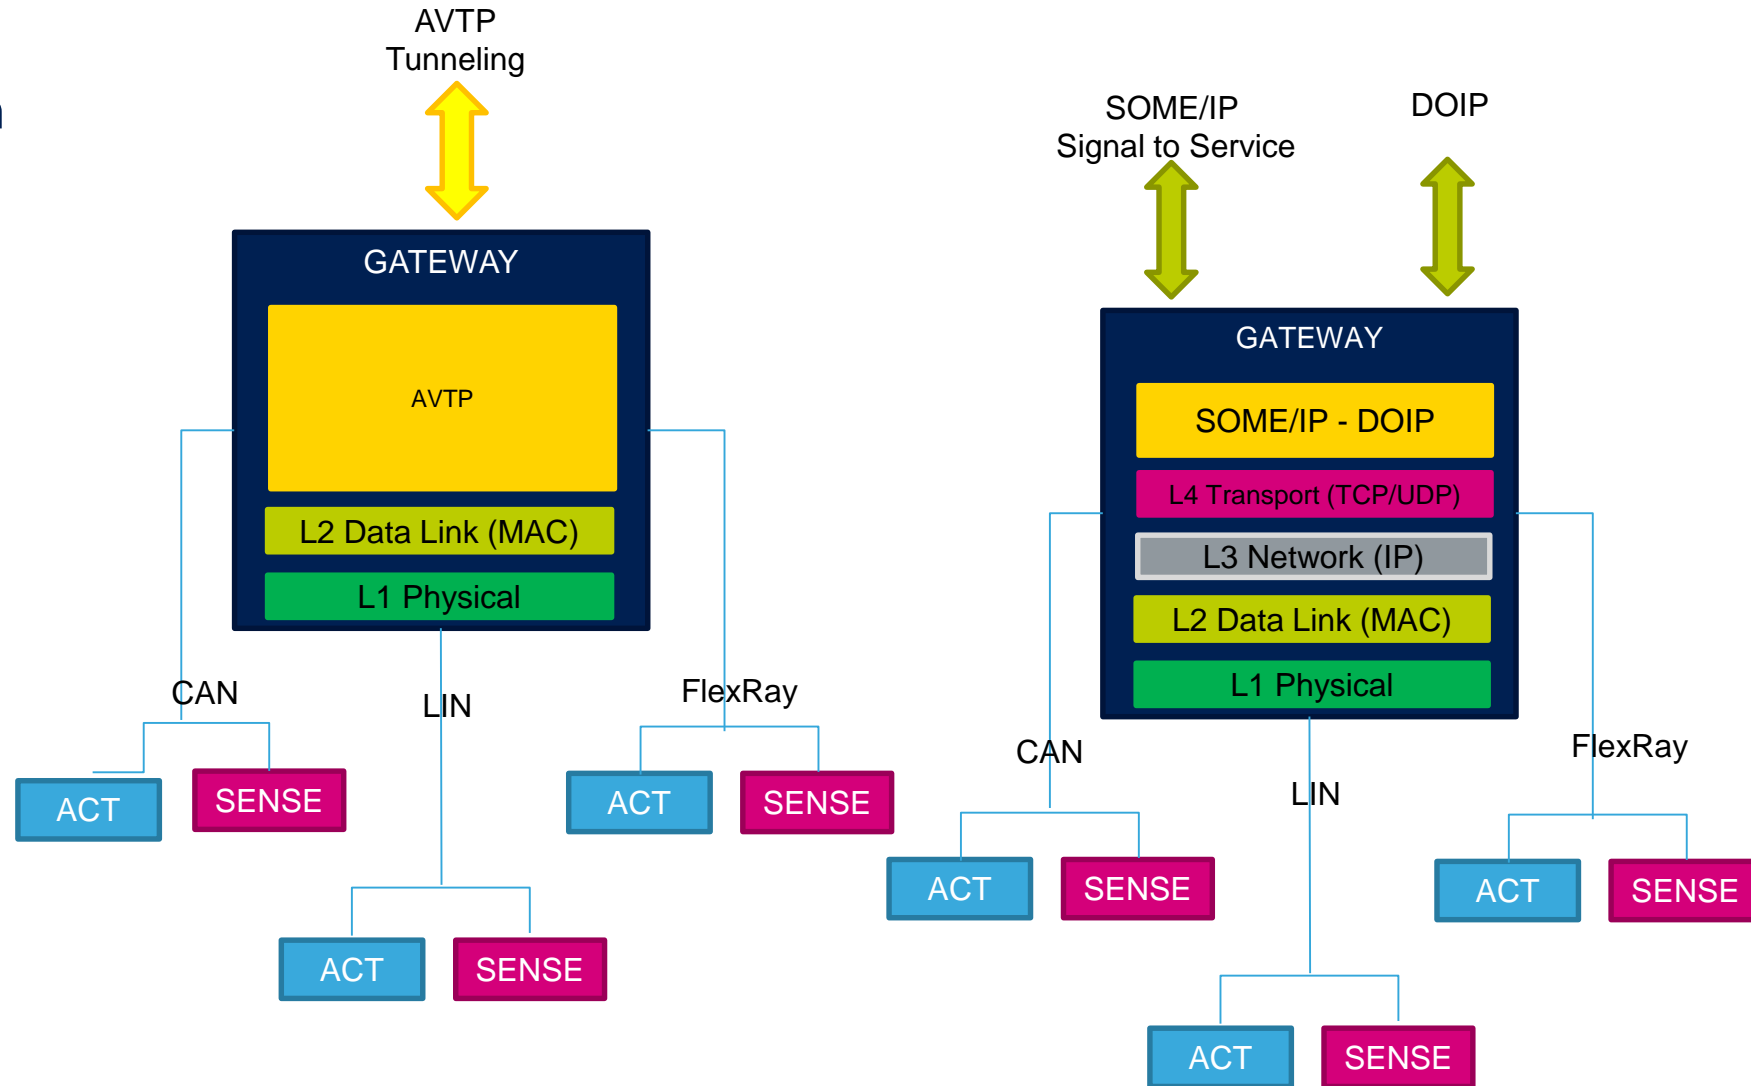 AVTP
Tunneling
GATEWAY
AVTP
L2 Data Link (MAC)
L1 Physical
CAN
LIN
FlexRay
ACT
SENSE
ACT
SENSE
ACT
SENSE
SOME/IP
Signal to Service
DOIP
GATEWAY
SOME/IP - DOIP
L4 Transport (TCP/UDP)
L3 Network (IP)
L2 Data Link (MAC)
L1 Physical
CAN
LIN
FlexRay
ACT
SENSE
ACT
SENSE
ACT
SENSE